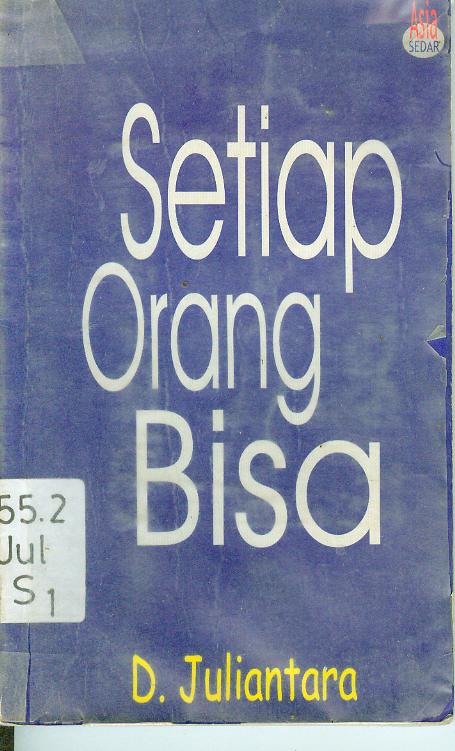 Asia
SEDAR
Setiap
Orang
Bisa
55.2
Jul
S 1
D. Juliantara